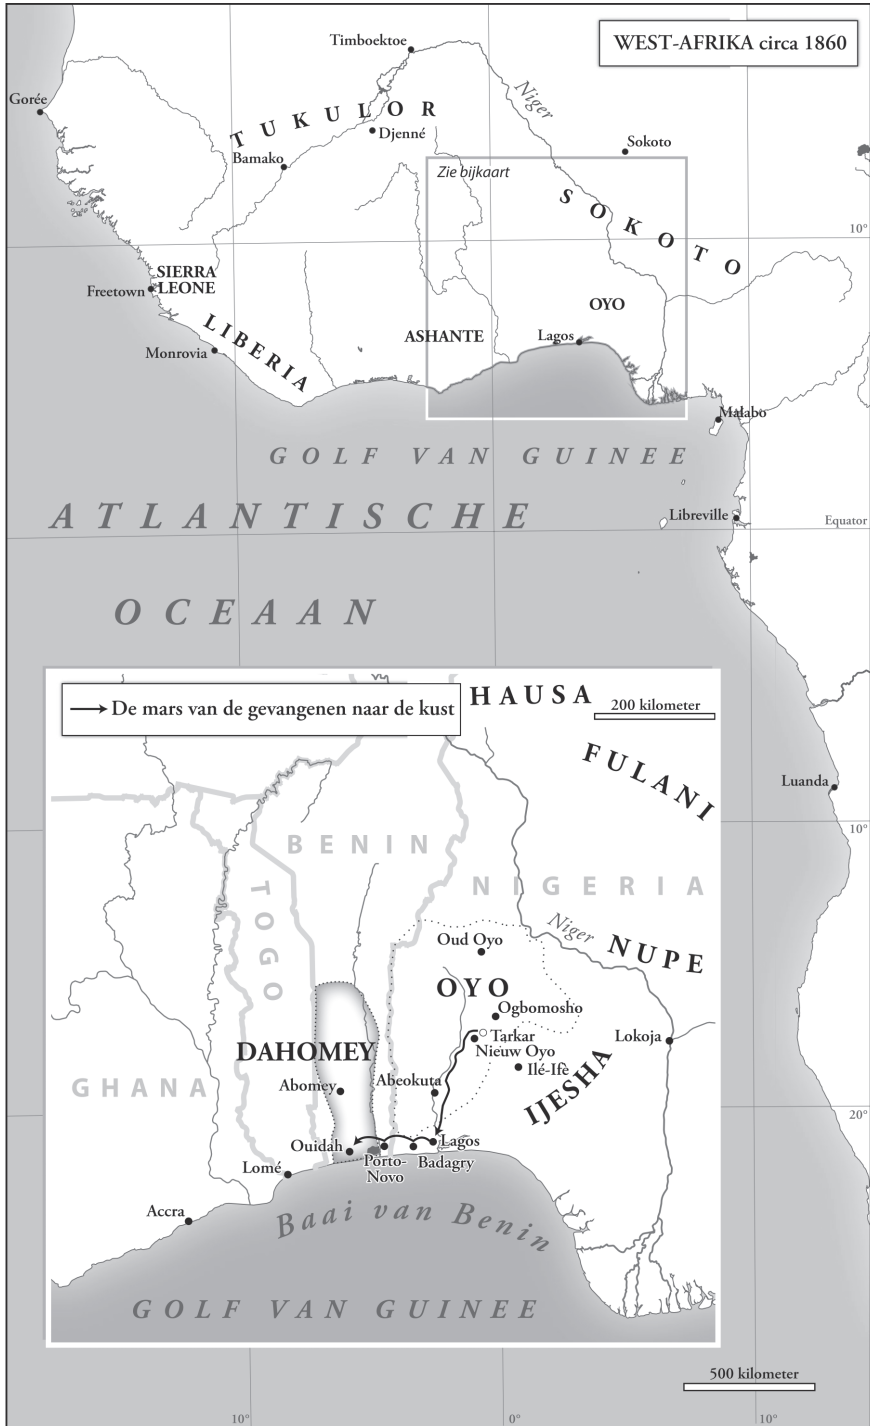 WEST-AFRIKA circa 1860
Timboektoe
Niger
Gorée
TUKULOR
Djenné
Bamako
Sokoto
Zie bijkaart
SOKOTO
10°
SIERRA
LEONE
Freetown
OYO
LIBERIA
ASHANTE
Lagos
Monrovia
Malabo
GOLF VAN GUINEE
ATLANTISCHE
Libreville
Equator
OCEAAN
De mars van de gevangenen naar de kust
HAUSA
200 kilometer
FULANI
Luanda
10°
BENIN
TOGO
NIGERIA
Niger
Oud Oyo
NUPE
OYO
Ogbomosho
Tarkar
Nieuw Oyo
Lokoja
DAHOMEY
Ilé-Ifè
IJESHA
GHANA
Abomey
Abeokuta
20°
Ouidah
Lagos
Porto-
Novo
Badagry
Lomé
Accra
Baai van Benin
GOLF VAN GUINEE
500 kilometer
10°
0°
10°